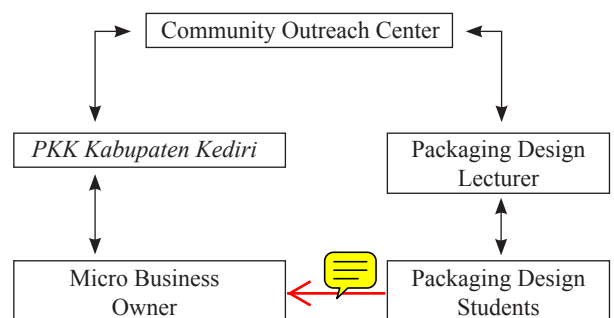 Community Outreach Center
PKK Kabupaten Kediri
Packaging Design
Lecturer
Micro Business
Owner
Packaging Design
Students